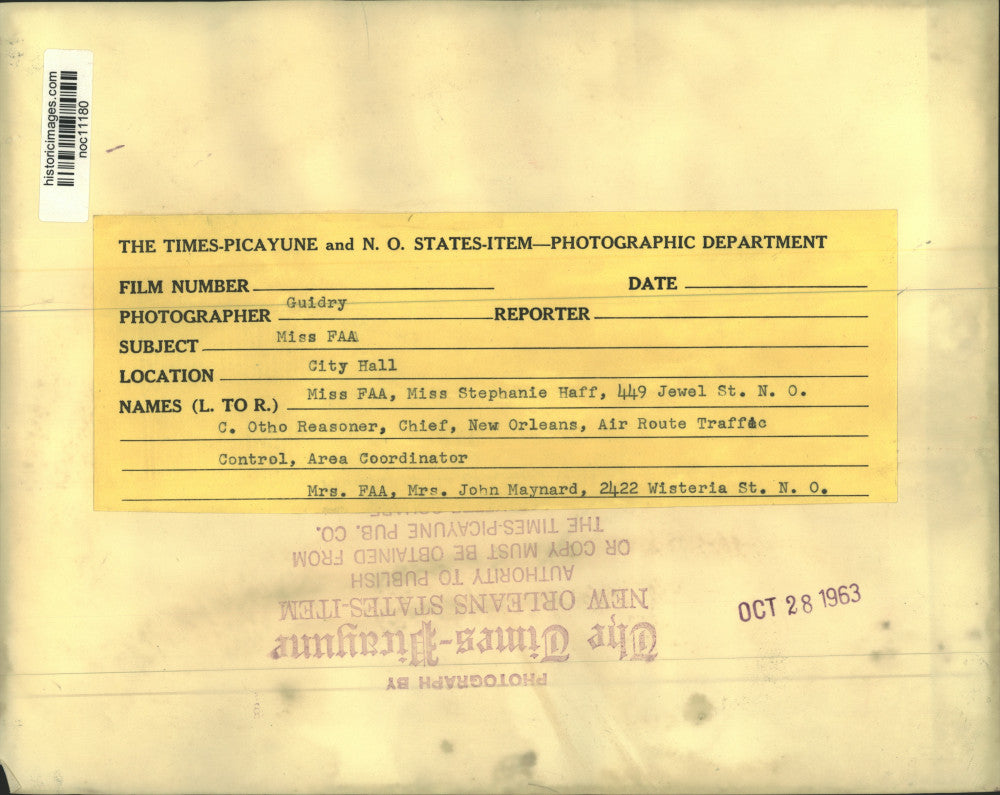 historicimages.com
noc11180
THE TIMES-PICAYUNE and N. O. STATES-ITEM—PHOTOGRAPHIC DEPARTMENT
FILM NUMBER DATE
PHOTOGRAPHER Guidry REPORTER
SUBJECT Miss FAA
LOCATION City Hall
NAMES (L. TO R.) Miss FAA, Miss Stephanie Haff, 449 Jewel St. N. O.
C. Otho Reasoner, Chief, New Orleans, Air Route Traffic
Control, Area Coordinator
Mrs. FAA, Mrs. John Maynard, 2422 Wisteria St. N. O.
OCT 28 1963
PHOTOGRAPH BY
The Times-Picayune
NEW ORLEANS STATES-ITEM
AUTHORITY TO PUBLISH
OR COPY MUST BE OBTAINED FROM
THE TIMES-PICAYUNE PUB. CO.